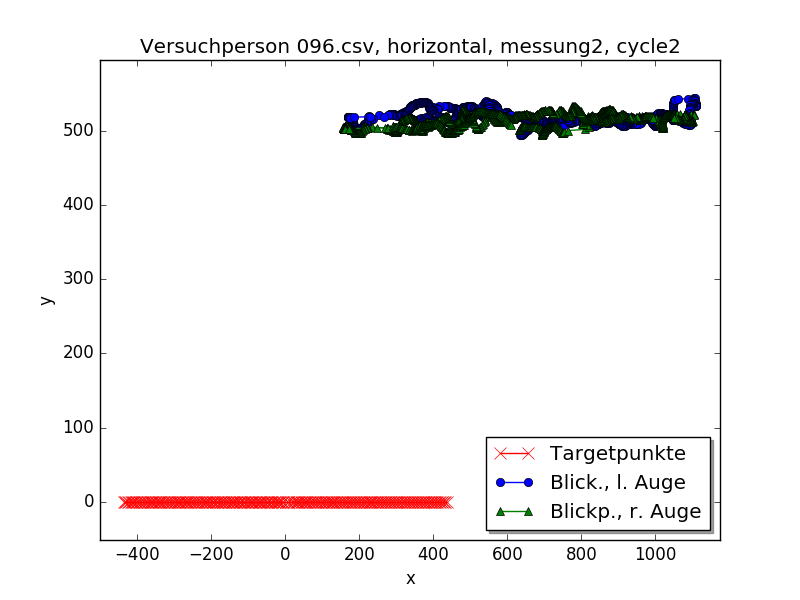 Versuchperson 096.csv, horizontal, messung2, cycle2
y
500
400
300
200
100
0
−400 −200 0 200 400 600 800 1000
x
Targetpunkte
Blick., l. Auge
Blickp., r. Auge